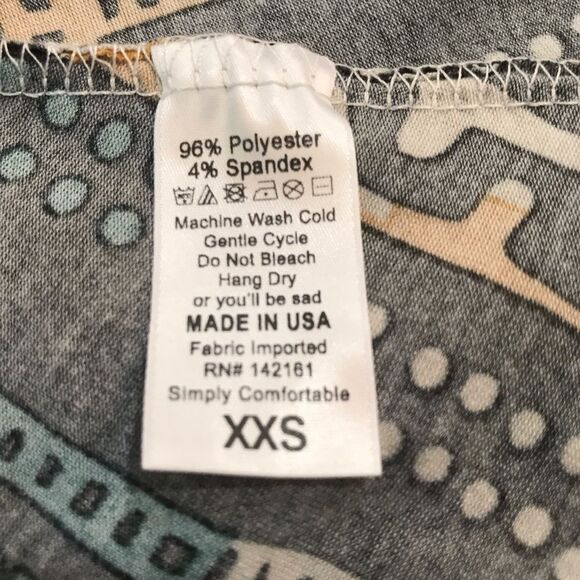 96% Polyester
4% Spandex
Machine Wash Cold
Gentle Cycle
Do Not Bleach
Hang Dry
or you'll be sad
MADE IN USA
Fabric Imported
RN# 142161
Simply Comfortable
XXS